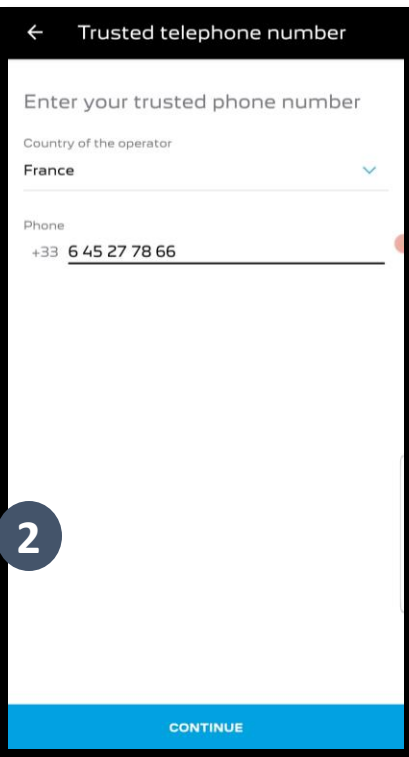 Trusted telephone number
Enter your trusted phone number
Country of the operator
France
Phone
+33 6 45 27 78 66
2
CONTINUE